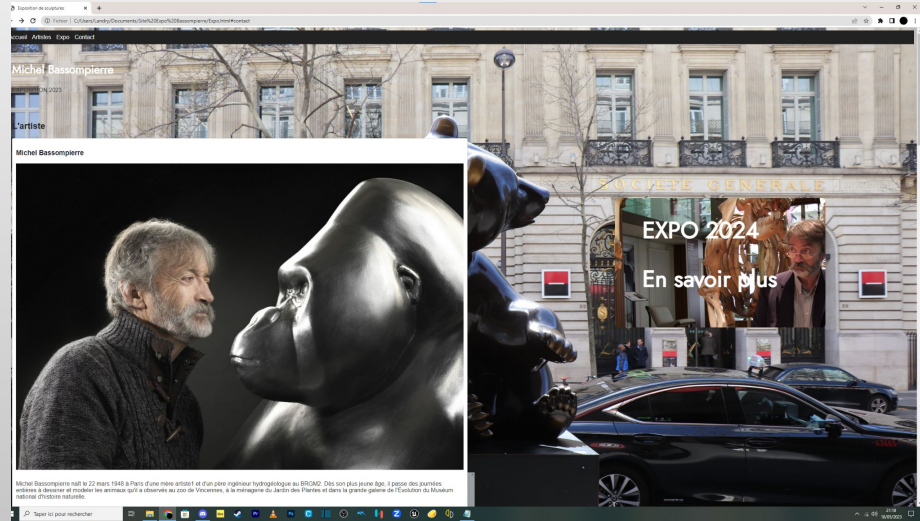 Exposition de sculptures
Fichier C:/Users/Landry/Documents/Site%20Expo%20Bassompierre/Expo.html#contact
Artistes Expo Contact
Michel Bassompierre
2023
L'artiste
Michel Bassompierre
SOCIETE GENERALE
EXPO 2024
En savoir plus
Michel Bassompierre naît le 22 mars 1948 à Paris d'une mère artiste1 et d'un père ingénieur hydrogéologue au BRGM2. Dès son plus jeune âge, il passe des journées
entières à dessiner et modeler les animaux qu'il a observés au zoo de Vincennes, à la ménagerie du Jardin des Plantes et dans la grande galerie de l'Évolution du Muséum
national d'histoire naturelle.
Taper ici pour rechercher
21:18